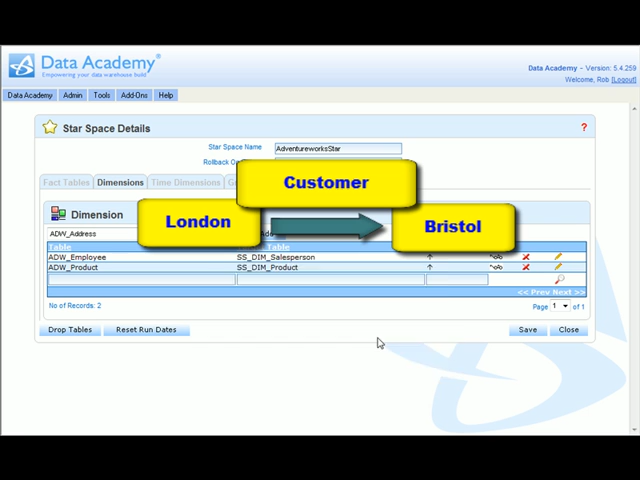 Data Academy®
Empowering your data warehouse build
Data Academy – Version: 5.4.259
Welcome, Rob [Logout]
Data Academy Admin Tools Add-Ons Help
Star Space Details ?
Star Space Name AdventureworksStar
Rollback On
Customer
Fact Tables Dimensions Time Dimensions
London Bristol
Dimension
ADW_Address
Table Table
ADW_Employee SS_DIM_Salesperson
ADW_Product SS_DIM_Product
<< Prev Next >>
No of Records: 2 Page 1 of 1
Drop Tables Reset Run Dates Save Close